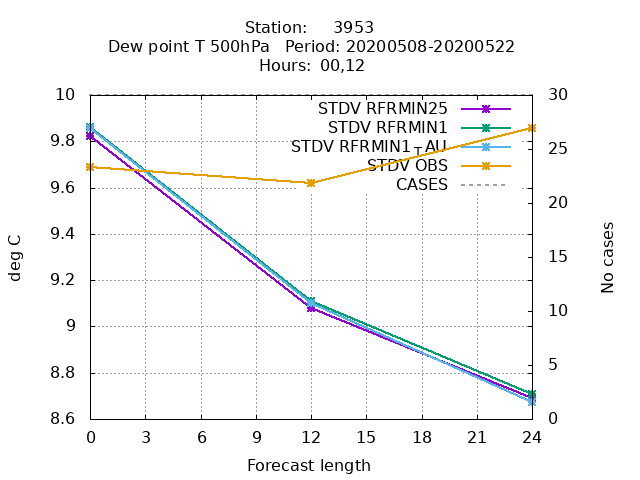 Station: 3953
Dew point T 500hPa Period: 20200508-20200522
Hours: 00,12
STDV RFRMIN25
STDV RFRMIN1
STDV RFRMIN1_TAU
STDV OBS
CASES
10
9.8
9.6
9.4
9.2
9
8.8
8.6
deg C
30
25
20
15
10
5
0
No cases
0 3 6 9 12 15 18 21 24
Forecast length